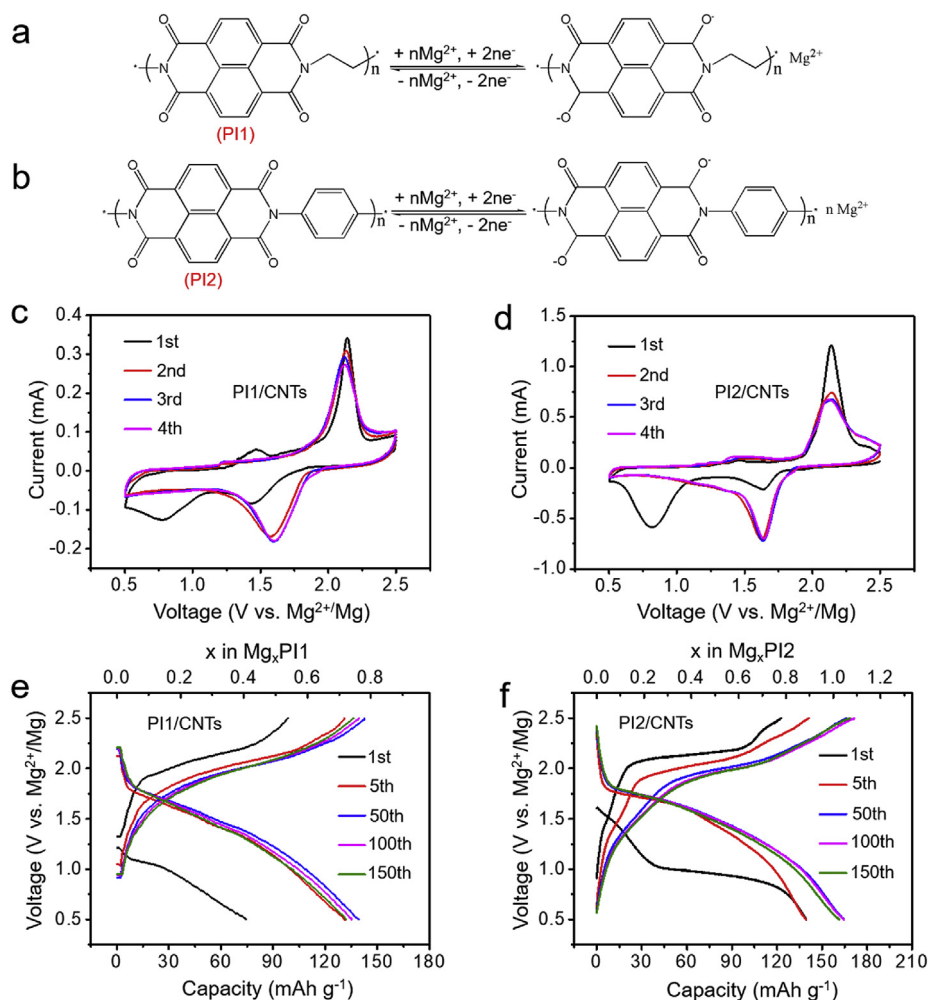 a
O
O
N
N
n
O
O
(PI1)
+ nMg²⁺, + 2ne⁻
- nMg²⁺, - 2ne⁻
O⁻
O
N
N
n
Mg²⁺
-O
O
b
O
O
N
N
n
O
O
(PI2)
+ nMg²⁺, + 2ne⁻
- nMg²⁺, - 2ne⁻
O⁻
O
N
N
n
n Mg²⁺
-O
O
c
Current (mA)
0.4
0.3
0.2
0.1
0.0
-0.1
-0.2
1st
2nd
3rd
4th
PI1/CNTs
0.5 1.0 1.5 2.0 2.5
Voltage (V vs. Mg²⁺/Mg)
d
Current (mA)
1.5
1.0
0.5
0.0
-0.5
-1.0
1st
2nd
3rd
4th
PI2/CNTs
0.5 1.0 1.5 2.0 2.5
Voltage (V vs. Mg²⁺/Mg)
e
x in MgₓPI1
0.0 0.2 0.4 0.6 0.8
Voltage (V vs. Mg²⁺/Mg)
2.5
2.0
1.5
1.0
0.5
PI1/CNTs
1st
5th
50th
100th
150th
0 30 60 90 120 150 180
Capacity (mAh g⁻¹)
f
x in MgₓPI2
0.0 0.2 0.4 0.6 0.8 1.0 1.2
Voltage (V vs. Mg²⁺/Mg)
2.5
2.0
1.5
1.0
0.5
PI2/CNTs
1st
5th
50th
100th
150th
0 30 60 90 120 150 180 210
Capacity (mAh g⁻¹)